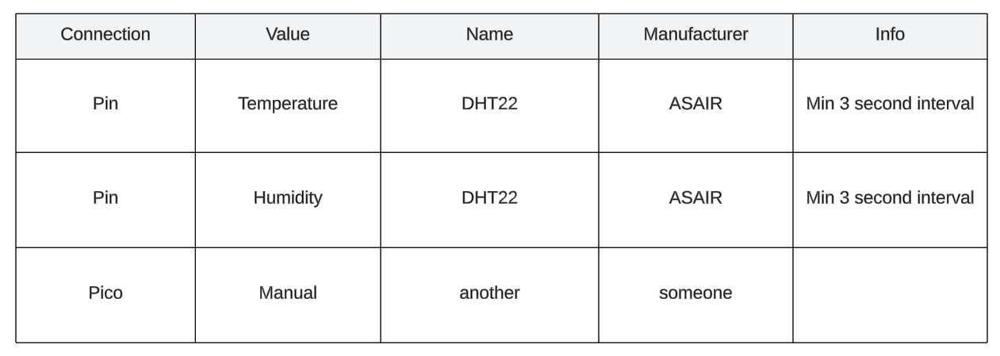 Connection Value Name Manufacturer Info
Pin Temperature DHT22 ASAIR Min 3 second interval
Pin Humidity DHT22 ASAIR Min 3 second interval
Pico Manual another someone